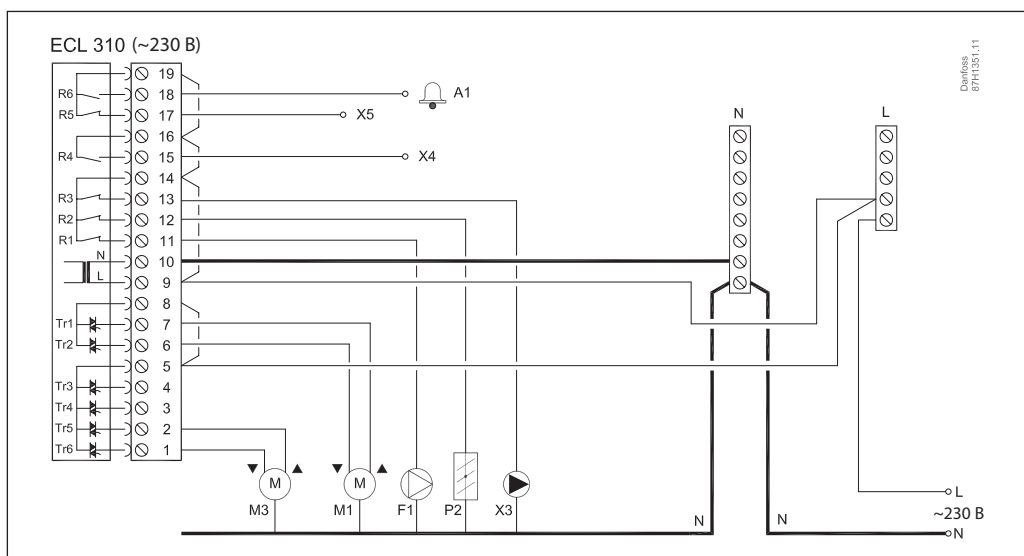 ECL 310 (~230 В)
Danfoss
87H1351.11
19
R6 18 A1
R5 17 X5
16
R4 15 X4
14
R3 13
R2 12
R1 11
N 10
L 9
8
Tr1 7
Tr2 6
5
Tr3 4
Tr4 3
Tr5 2
Tr6 1
N
L
M
M
M3
M1
F1
P2
X3
N
N
L
~230 В
N